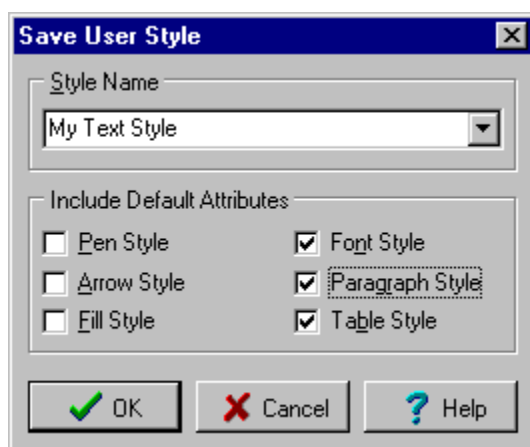 Save User Style
Style Name
My Text Style
Include Default Attributes
Pen Style
Font Style
Arrow Style
Paragraph Style
Fill Style
Table Style
OK
Cancel
Help